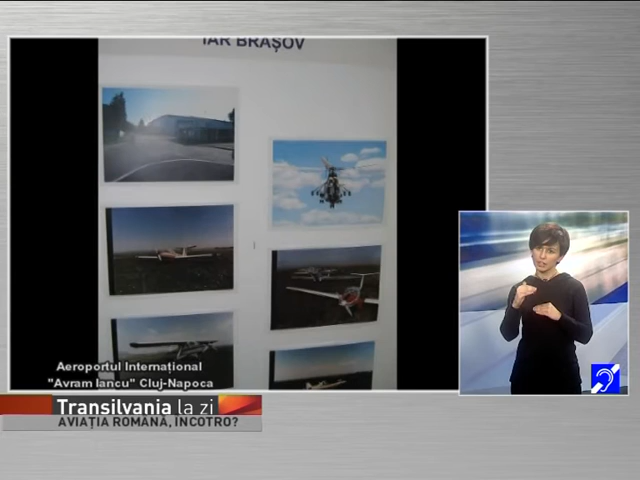 IAR BRAȘOV
Aeroportul Internațional
"Avram Iancu" Cluj-Napoca
Transilvania la zi
AVIAȚIA ROMÂNĂ, ÎNCOTRO?